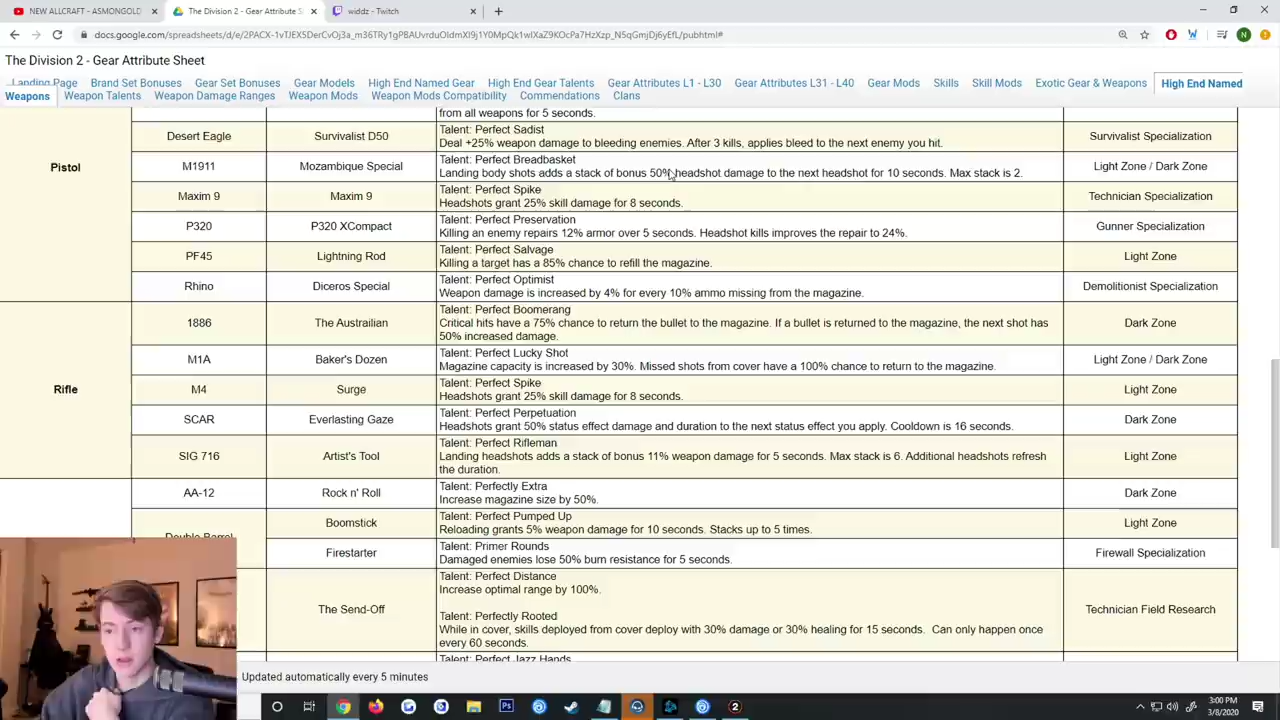 NEW ALLCRAFT - ASMONGOLD
The Division 2 - Gear Attribute S
widdz - Twitch
docs.google.com/spreadsheets/d/e/2PACX-1vTJEX5DerCvOj3a_m36TRy1gPBAUvrduOldmXI9j1Y0MpQk1wIXaZ9KOcPa7HzXzp_N5qGmjDj6yEfL/pubhtml#
The Division 2 - Gear Attribute Sheet
Landing Page Brand Set Bonuses Gear Set Bonuses Gear Models High End Named Gear High End Gear Talents Gear Attributes L1 - L30 Gear Attributes L31 - L40 Gear Mods Skills Skill Mods Exotic Gear & Weapons High End Named
Weapons Weapon Talents Weapon Damage Ranges Weapon Mods Weapon Mods Compatibility Commendations Clans
from all weapons for 5 seconds.
Pistol
Desert Eagle Survivalist D50 Talent: Perfect Sadist
Deal +25% weapon damage to bleeding enemies. After 3 kills, applies bleed to the next enemy you hit. Survivalist Specialization
M1911 Mozambique Special Talent: Perfect Breadbasket
Landing body shots adds a stack of bonus 50% headshot damage to the next headshot for 10 seconds. Max stack is 2. Light Zone / Dark Zone
Maxim 9 Maxim 9 Talent: Perfect Spike
Headshots grant 25% skill damage for 8 seconds. Technician Specialization
P320 P320 XCompact Talent: Perfect Preservation
Killing an enemy repairs 12% armor over 5 seconds. Headshot kills improves the repair to 24%. Gunner Specialization
PF45 Lightning Rod Talent: Perfect Salvage
Killing a target has a 85% chance to refill the magazine. Light Zone
Rhino Diceros Special Talent: Perfect Optimist
Weapon damage is increased by 4% for every 10% ammo missing from the magazine. Demolitionist Specialization
Rifle
1886 The Austrailian Talent: Perfect Boomerang
Critical hits have a 75% chance to return the bullet to the magazine. If a bullet is returned to the magazine, the next shot has
50% increased damage. Dark Zone
M1A Baker's Dozen Talent: Perfect Lucky Shot
Magazine capacity is increased by 30%. Missed shots from cover have a 100% chance to return to the magazine. Light Zone / Dark Zone
M4 Surge Talent: Perfect Spike
Headshots grant 25% skill damage for 8 seconds. Light Zone
SCAR Everlasting Gaze Talent: Perfect Perpetuation
Headshots grant 50% status effect damage and duration to the next status effect you apply. Cooldown is 16 seconds. Dark Zone
SIG 716 Artist's Tool Talent: Perfect Rifleman
Landing headshots adds a stack of bonus 11% weapon damage for 5 seconds. Max stack is 6. Additional headshots refresh
the duration. Light Zone
AA-12 Rock n' Roll Talent: Perfectly Extra
Increase magazine size by 50%. Dark Zone
Double Barrel
Boomstick Talent: Perfect Pumped Up
Reloading grants 5% weapon damage for 10 seconds. Stacks up to 5 times. Light Zone
Firestarter Talent: Primer Rounds
Damaged enemies lose 50% burn resistance for 5 seconds. Firewall Specialization
The Send-Off Talent: Perfect Distance
Increase optimal range by 100%.
Talent: Perfectly Rooted
While in cover, skills deployed from cover deploy with 30% damage or 30% healing for 15 seconds. Can only happen once
every 60 seconds. Technician Field Research
Talent: Perfect Jazz Hands
Updated automatically every 5 minutes
3:00 PM
3/8/2020